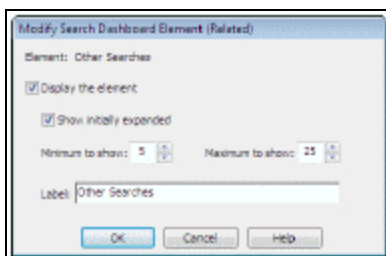 Modify Search Dashboard Element (Related)
Element: Other Searches
Display the element
Show initially expanded
Minimum to show: 5 Maximum to show: 25
Label: Other Searches
OK Cancel Help